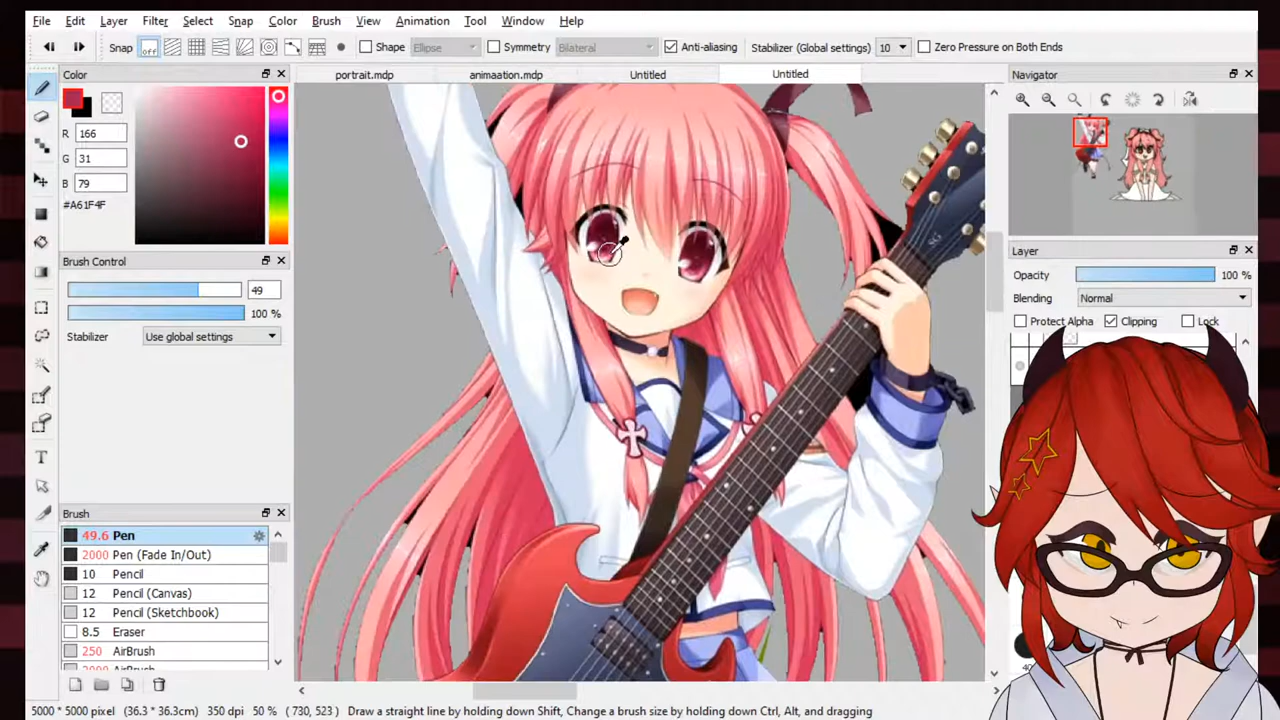 File Edit Layer Filter Select Snap Color Brush View Animation Tool Window Help
Snap off Shape Ellipse Symmetry Bilateral Anti-aliasing Stabilizer (Global settings) 10 Zero Pressure on Both Ends
Color
portrait.mdp animaation.mdp Untitled Untitled
Navigator
R 166
G 31
B 79
#A61F4F
Brush Control
49
100 %
Stabilizer Use global settings
Layer
Opacity 100 %
Blending Normal
Protect Alpha Clipping Lock
Brush
49.6 Pen
2000 Pen (Fade In/Out)
10 Pencil
12 Pencil (Canvas)
12 Pencil (Sketchbook)
8.5 Eraser
250 AirBrush
5000 * 5000 pixel (36.3 * 36.3cm) 350 dpi 50 % (730, 523) Draw a straight line by holding down Shift, Change a brush size by holding down Ctrl, Alt, and dragging